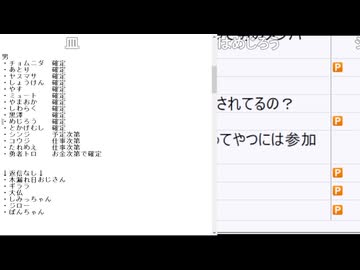 皿
男
・チョムニダ 確定
・あとり 確定
・ヤスマサ 確定
・しょうけん 確定
・やす 確定
・ミュート 確定
・やまおか 確定
・しわらく 確定
・黒澤 確定
・めじろう 確定
・とかげむし 確定
・シンジ 予定次第
・コウジ 仕事次第
・たれめえ 仕事次第
・勇者トロ お金次第で確定
↓返信なし↓
・木漏れ日おじさん
・ギララ
・大仏
・しみっちゃん
・ジロー
・ぱんちゃん
はめじろう
P
されてるの？
ってやつには参加
P
P
P